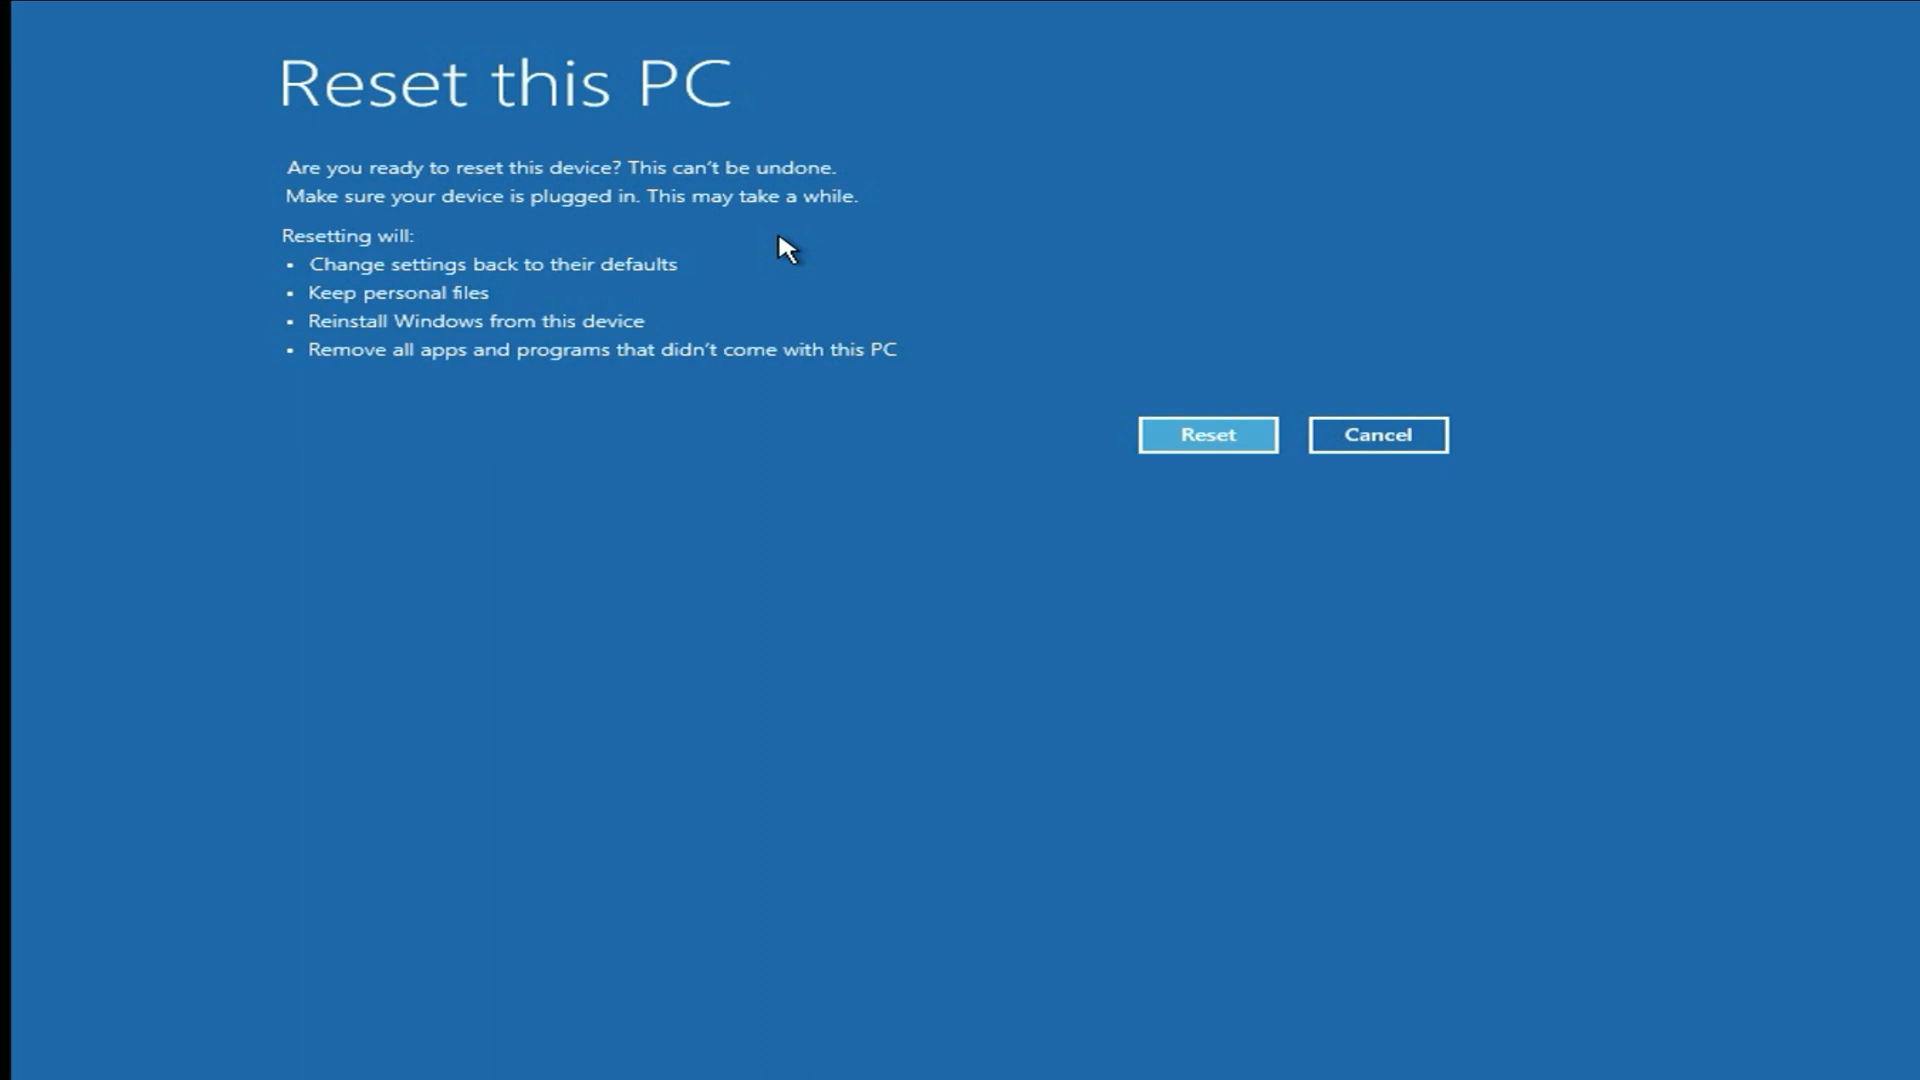 Reset this PC
Are you ready to reset this device? This can't be undone.
Make sure your device is plugged in. This may take a while.
Resetting will:
• Change settings back to their defaults
• Keep personal files
• Reinstall Windows from this device
• Remove all apps and programs that didn't come with this PC
Reset Cancel